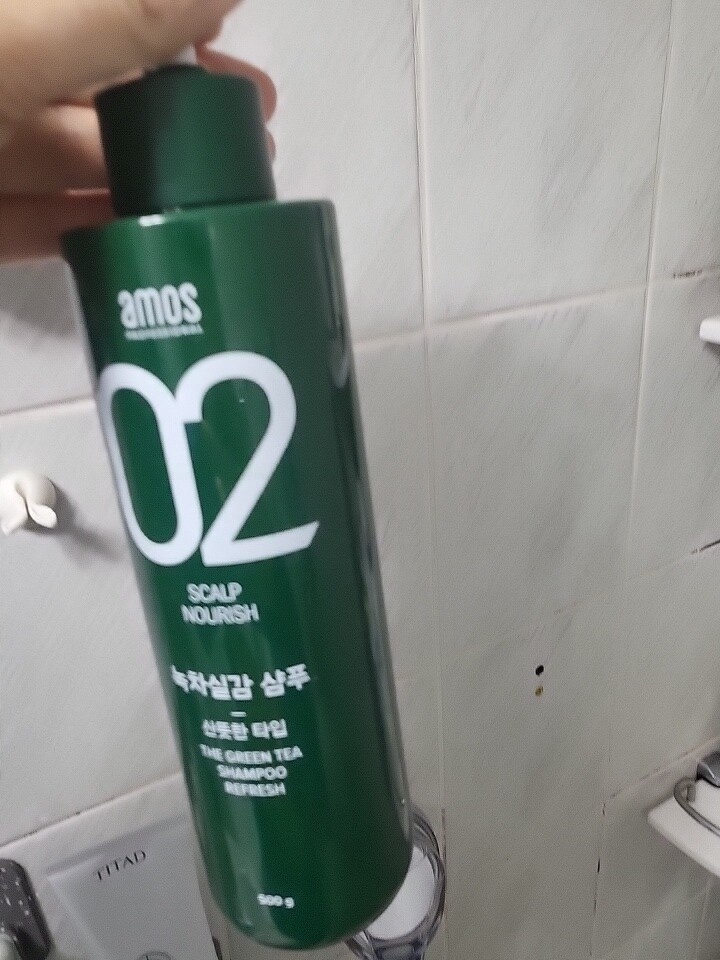 amos
PROFESSIONAL
02
SCALP
NOURISH
녹차실감 샴푸
산뜻한 타입
THE GREEN TEA
SHAMPOO
REFRESH
500 g
TITAD